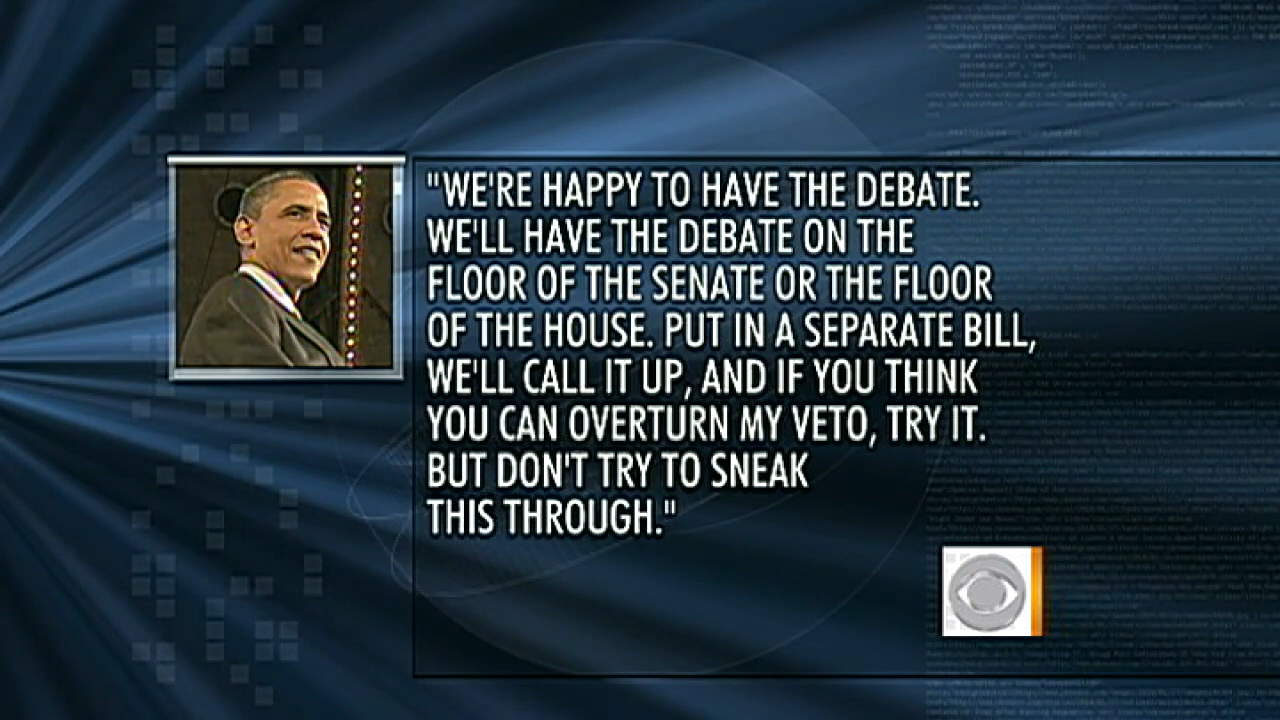 "WE'RE HAPPY TO HAVE THE DEBATE.
WE'LL HAVE THE DEBATE ON THE
FLOOR OF THE SENATE OR THE FLOOR
OF THE HOUSE. PUT IN A SEPARATE BILL,
WE'LL CALL IT UP, AND IF YOU THINK
YOU CAN OVERTURN MY VETO, TRY IT.
BUT DON'T TRY TO SNEAK
THIS THROUGH."